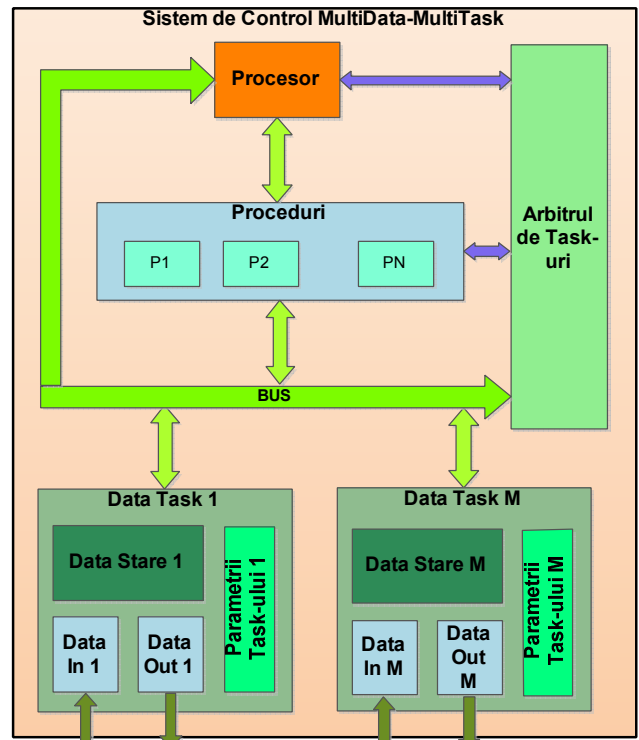 Sistem de Control MultiData-MultiTask
Procesor
Proceduri
P1
P2
PN
Arbitrul
de Task-
uri
BUS
Data Task 1
Data Stare 1
Data
In 1
Data
Out 1
Parametrii
Task-ului 1
Data Task M
Data Stare M
Data
In M
Data
Out
M
Parametrii
Task-ului M